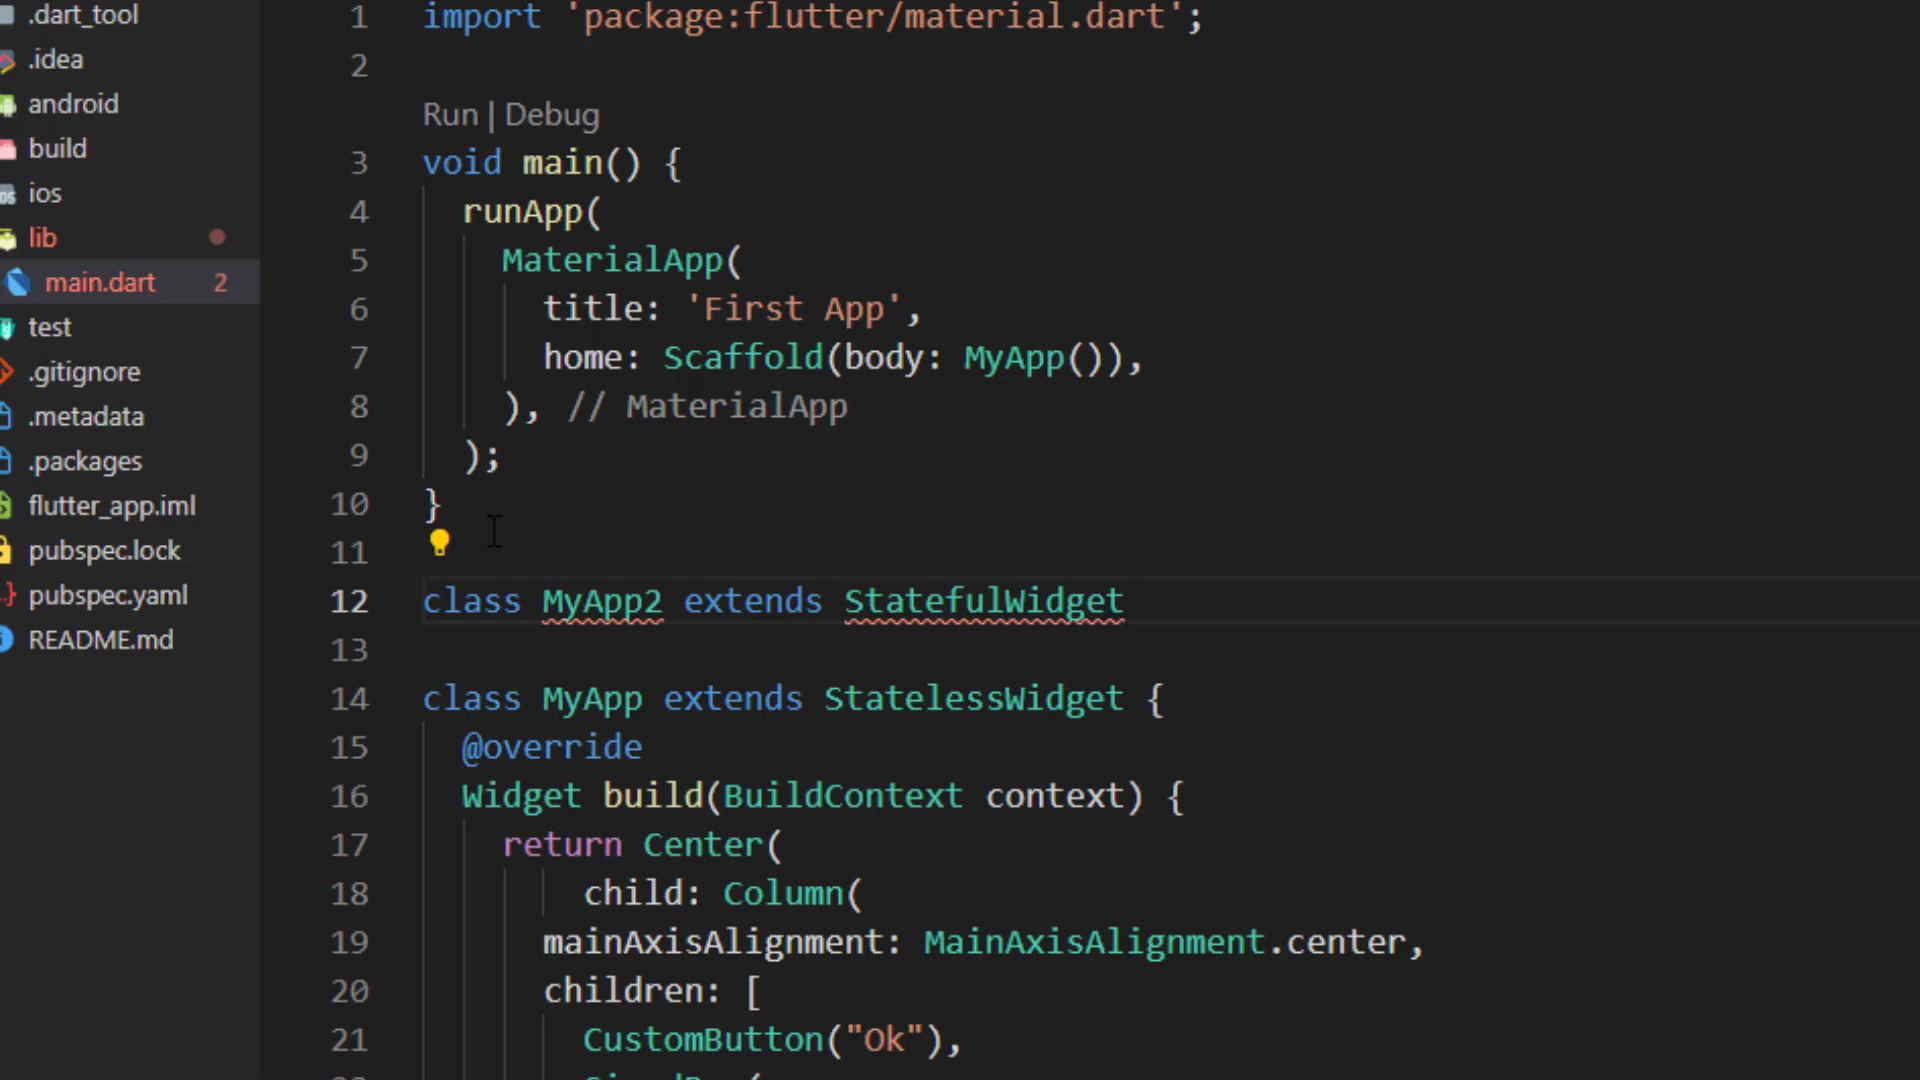 .dart_tool
.idea
android
build
ios
lib
main.dart 2
test
.gitignore
.metadata
.packages
flutter_app.iml
pubspec.lock
pubspec.yaml
README.md
1 import 'package:flutter/material.dart';
2
Run | Debug
3 void main() {
4 runApp(
5 MaterialApp(
6 title: 'First App',
7 home: Scaffold(body: MyApp()),
8 ), // MaterialApp
9 );
10 }
11
12 class MyApp2 extends StatefulWidget
13
14 class MyApp extends StatelessWidget {
15 @override
16 Widget build(BuildContext context) {
17 return Center(
18 child: Column(
19 mainAxisAlignment: MainAxisAlignment.center,
20 children: [
21 CustomButton("Ok"),